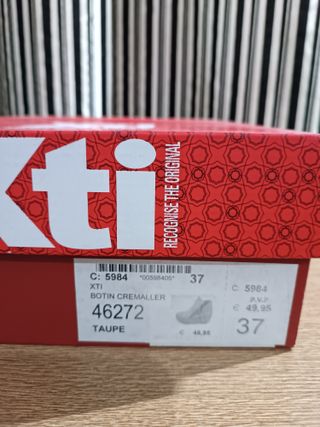 xti
RECOGNISE THE ORIGINAL
C: 5984 *00598405* 37
XTI
BOTIN CREMALLER
46272
TAUPE
€ 49,95
C: 5984
P.V.P
€ 49,95
37